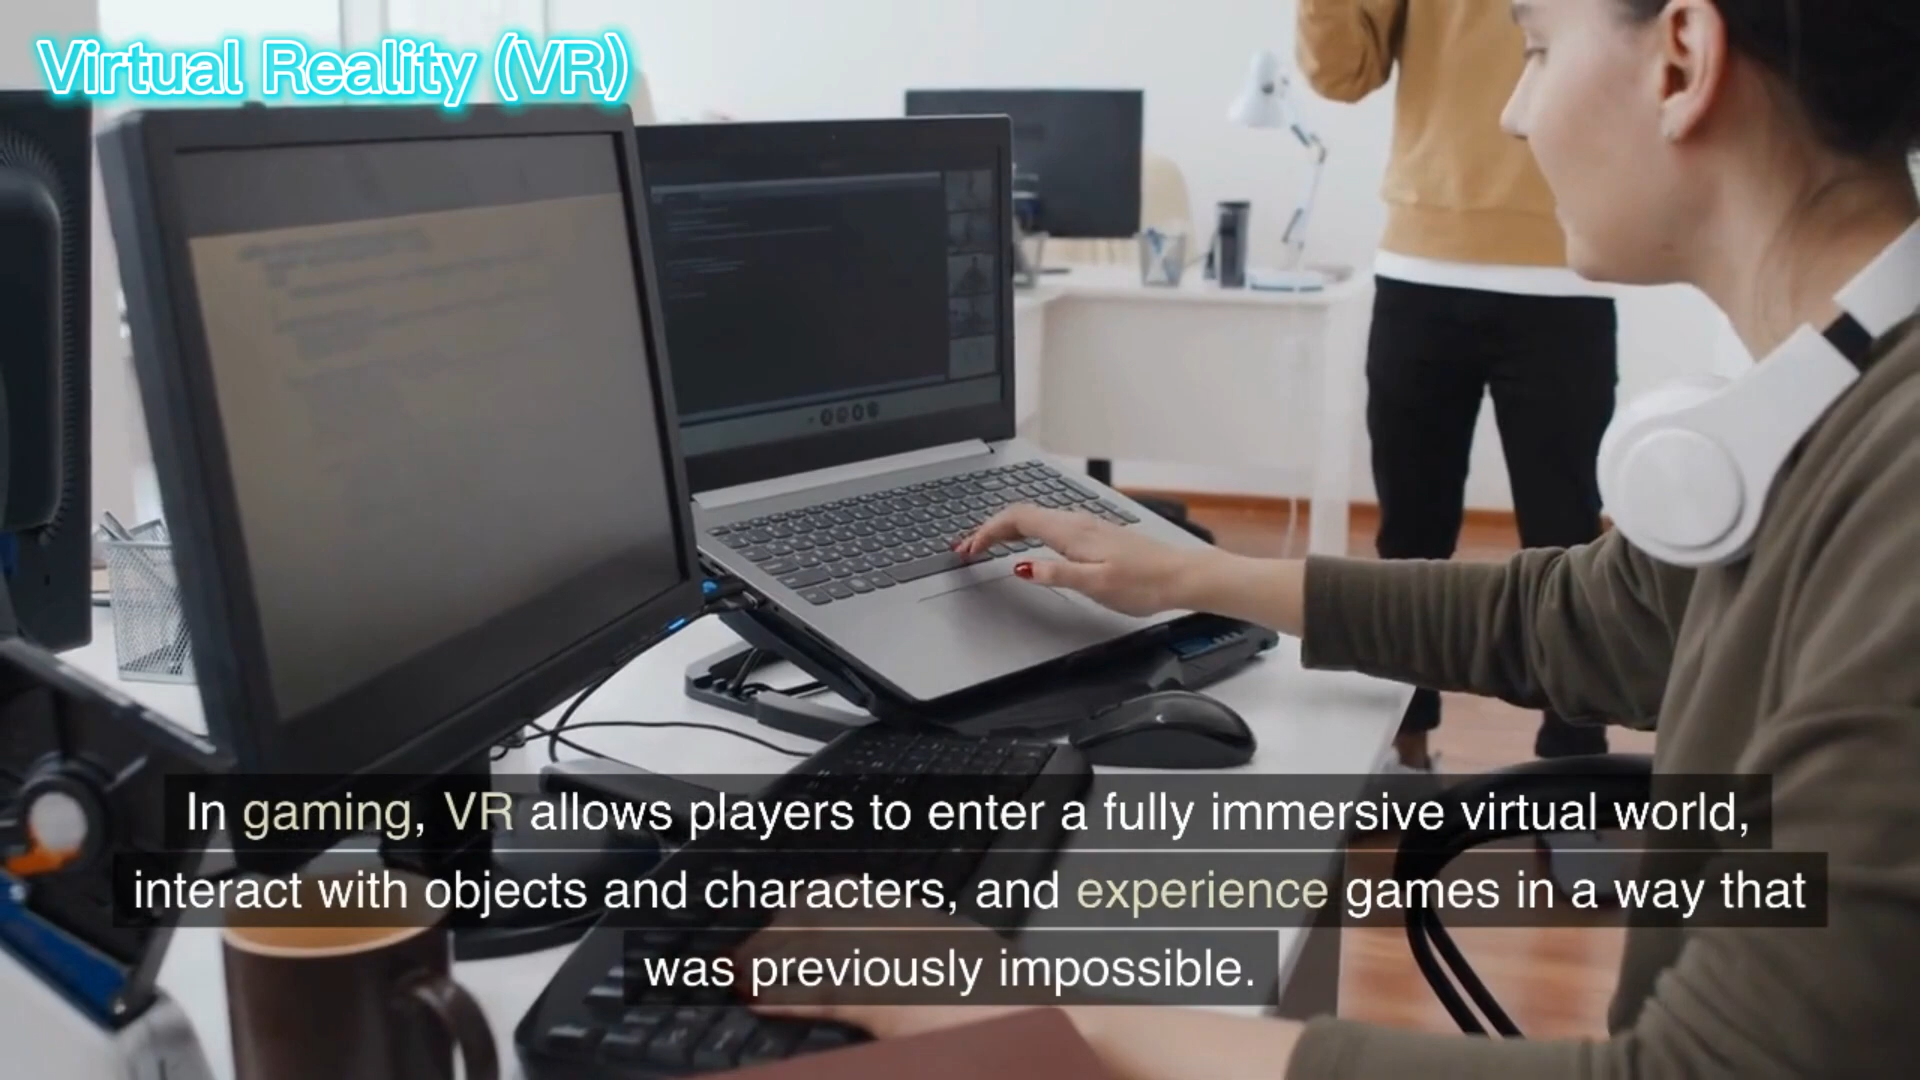 Virtual Reality (VR)
In gaming, VR allows players to enter a fully immersive virtual world,
interact with objects and characters, and experience games in a way that
was previously impossible.